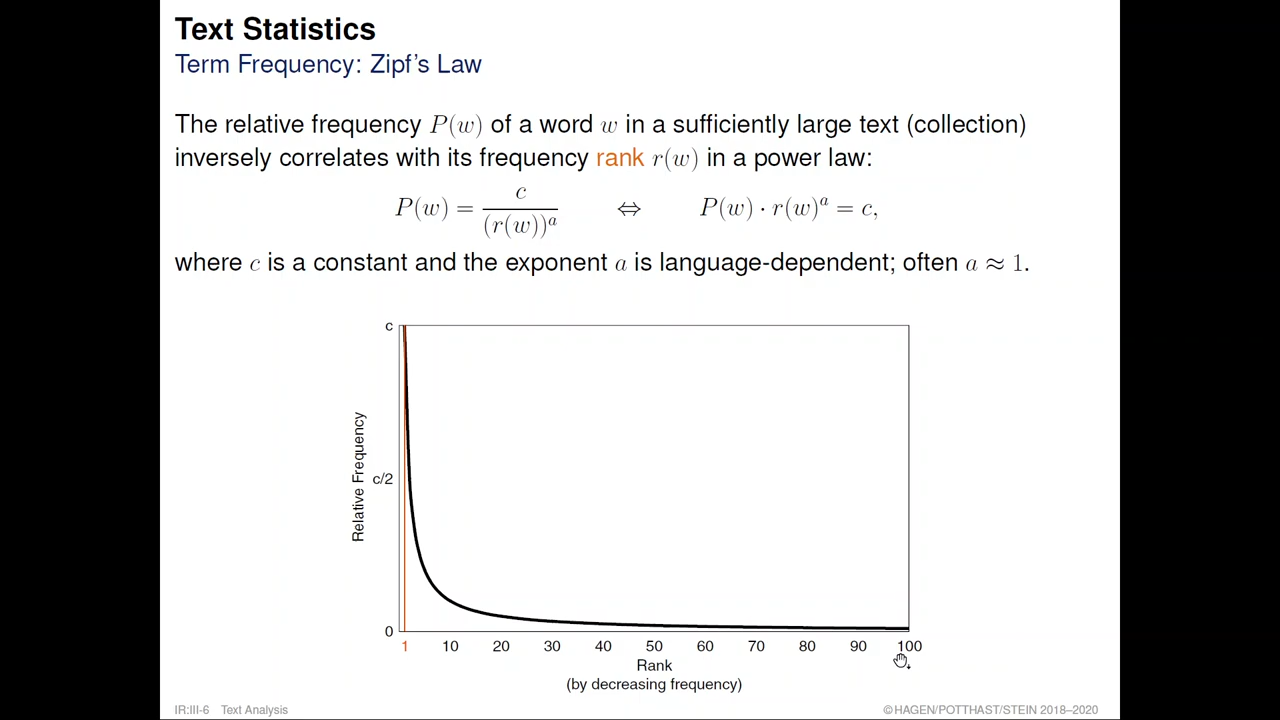 Text Statistics
Term Frequency: Zipf's Law
The relative frequency P(w) of a word w in a sufficiently large text (collection)
inversely correlates with its frequency rank r(w) in a power law:
P(w) = c / (r(w))^a ⇔ P(w) · r(w)^a = c,
where c is a constant and the exponent a is language-dependent; often a ≈ 1.
c
c/2
0
Relative Frequency
1 10 20 30 40 50 60 70 80 90 100
Rank
(by decreasing frequency)
IR:III-6 Text Analysis
© HAGEN/POTTHAST/STEIN 2018–2020